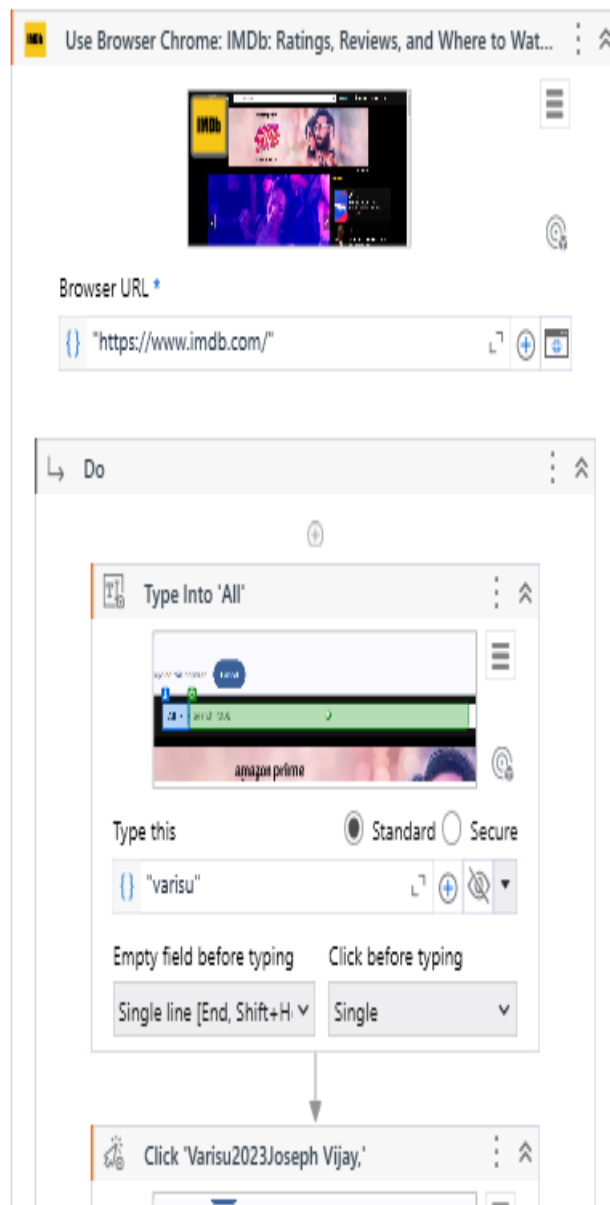 IMDb Use Browser Chrome: IMDb: Ratings, Reviews, and Where to Wat...
IMDb
Browser URL *
{} "https://www.imdb.com/"
Do
Type Into 'All'
All
amazon prime
Type this Standard Secure
{} "varisu"
Empty field before typing Click before typing
Single line [End, Shift+H Single
Click 'Varisu2023Joseph Vijay,'